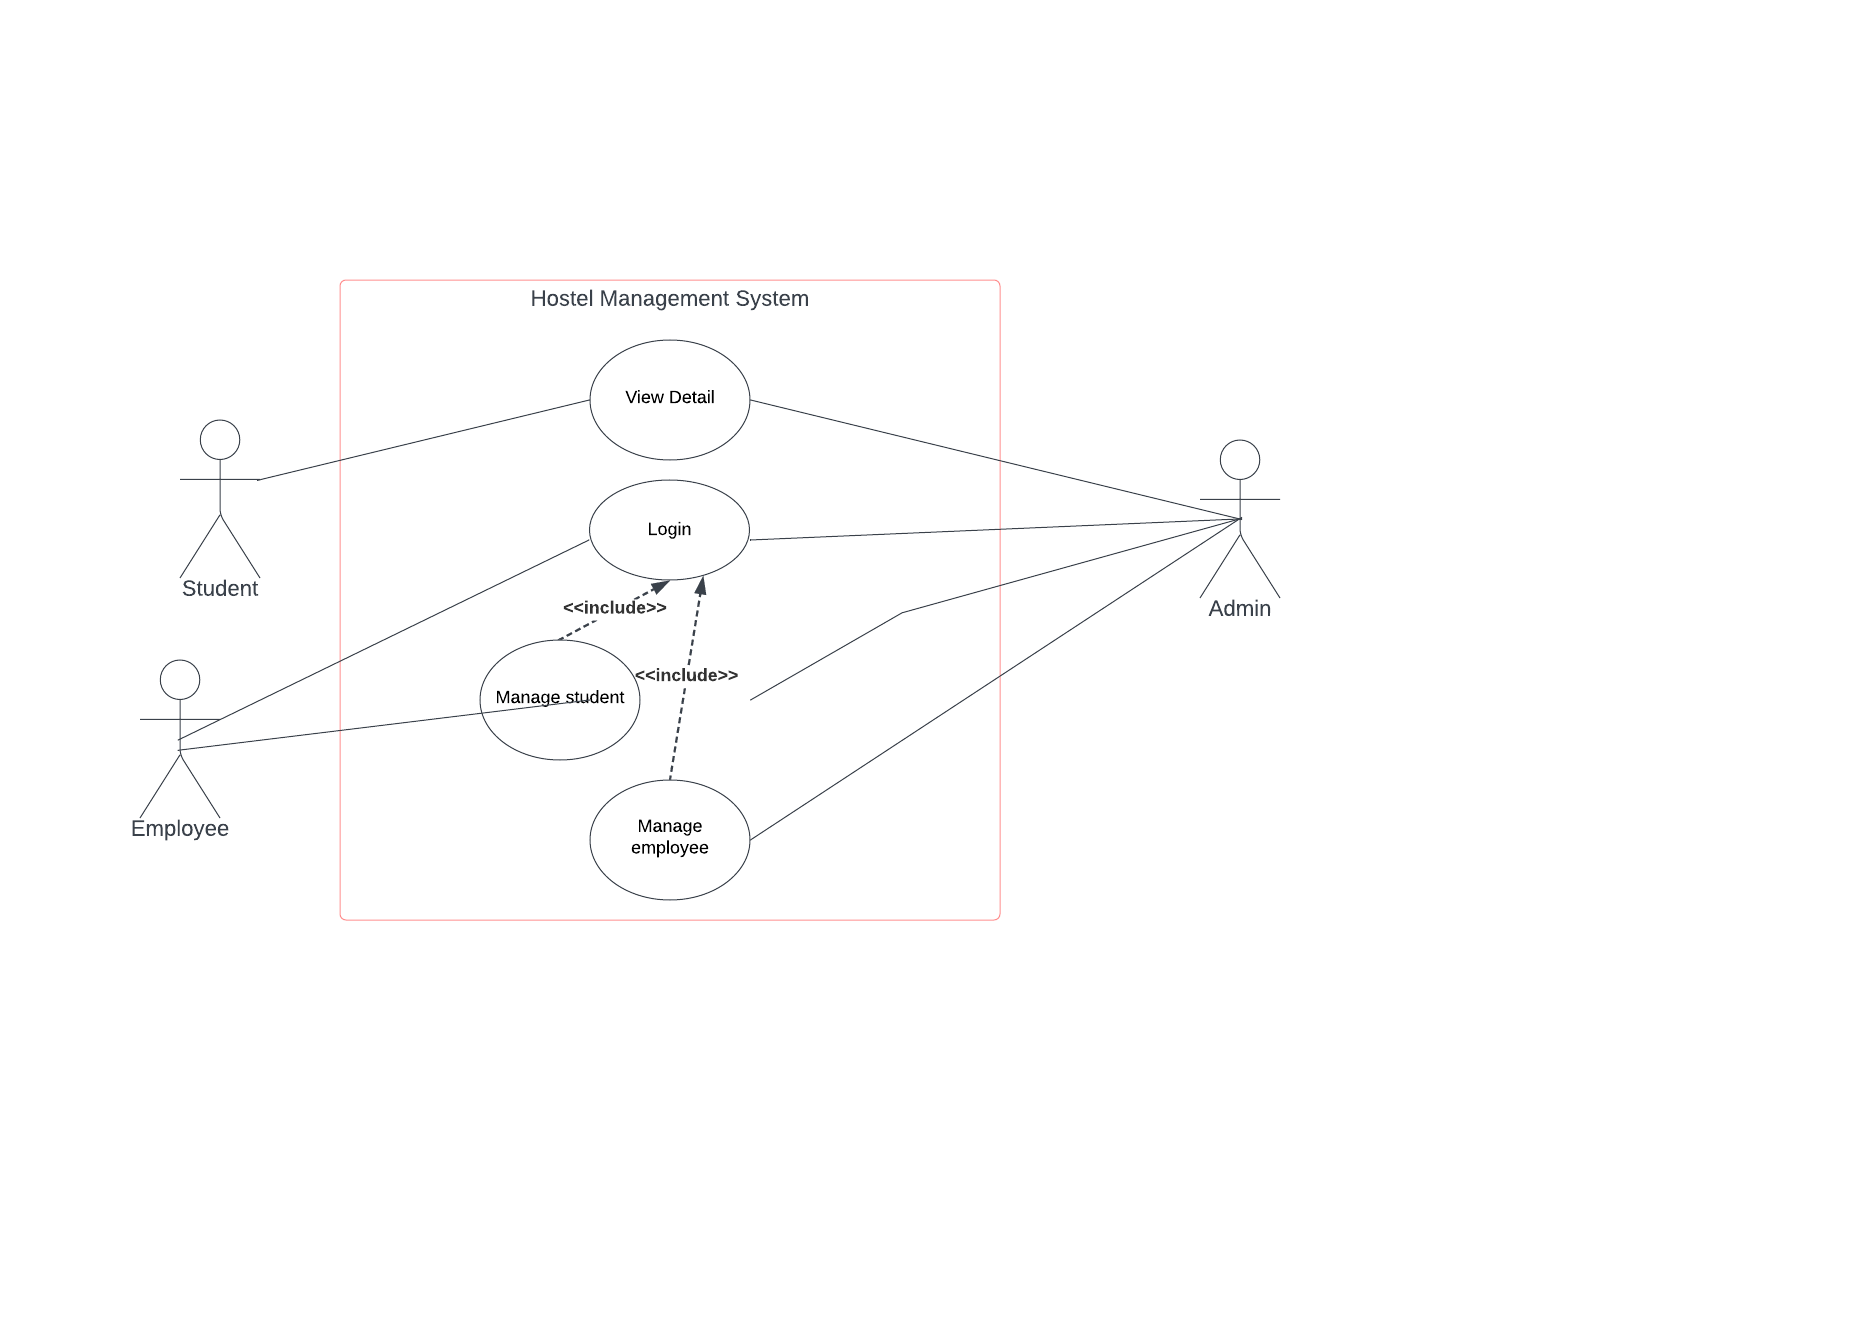 Hostel Management System
View Detail
Login
Student
Admin
<<include>>
<<include>>
Manage student
Employee
Manage
employee